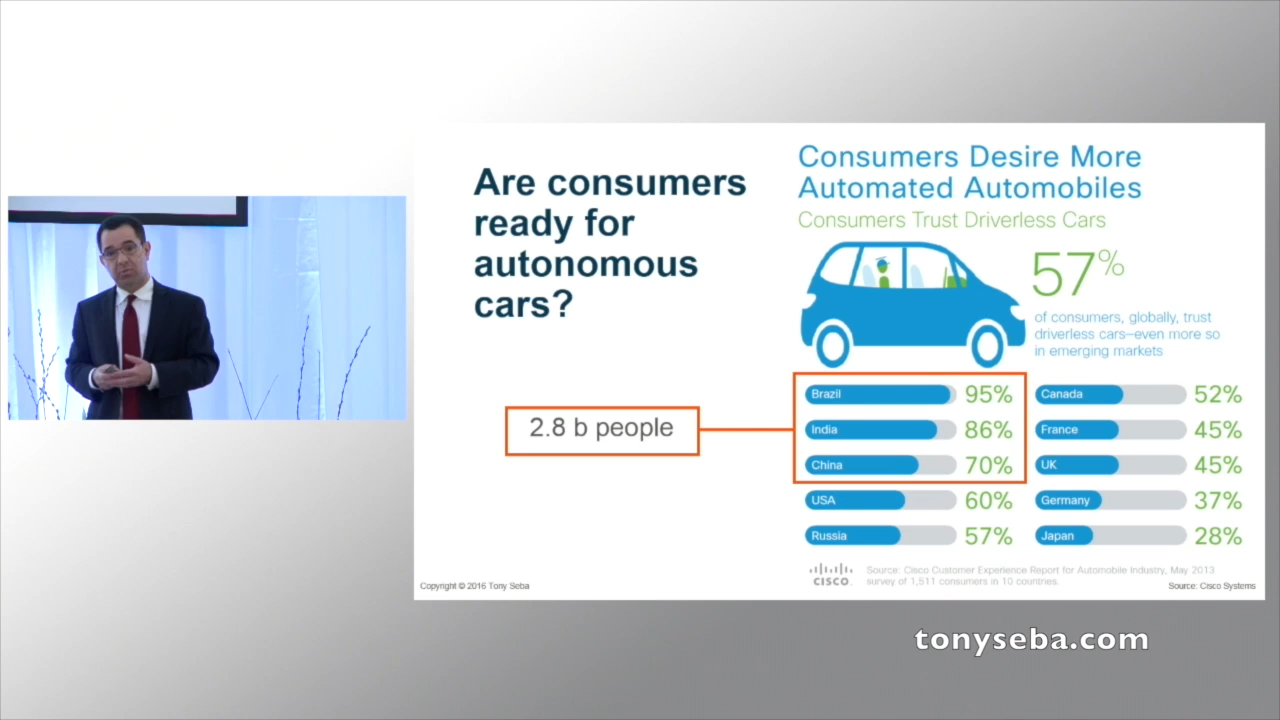 Are consumers
ready for
autonomous
cars?
2.8 b people
Consumers Desire More
Automated Automobiles
Consumers Trust Driverless Cars
57%
of consumers, globally, trust
driverless cars–even more so
in emerging markets
Brazil 95%
India 86%
China 70%
USA 60%
Russia 57%
Canada 52%
France 45%
UK 45%
Germany 37%
Japan 28%
CISCO.
Source: Cisco Customer Experience Report for Automobile Industry, May 2013
survey of 1,511 consumers in 10 countries.
Copyright © 2016 Tony Seba
Source: Cisco Systems
tonyseba.com